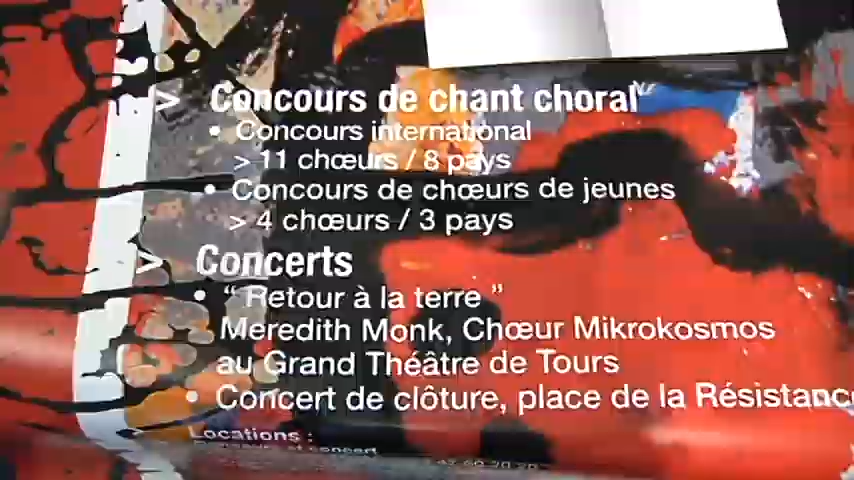 > Concours de chant choral
• Concours international
> 11 chœurs / 8 pays
• Concours de chœurs de jeunes
> 4 chœurs / 3 pays
> Concerts
• “ Retour à la terre ”
Meredith Monk, Chœur Mikrokosmos
au Grand Théâtre de Tours
• Concert de clôture, place de la Résistance
Locations :